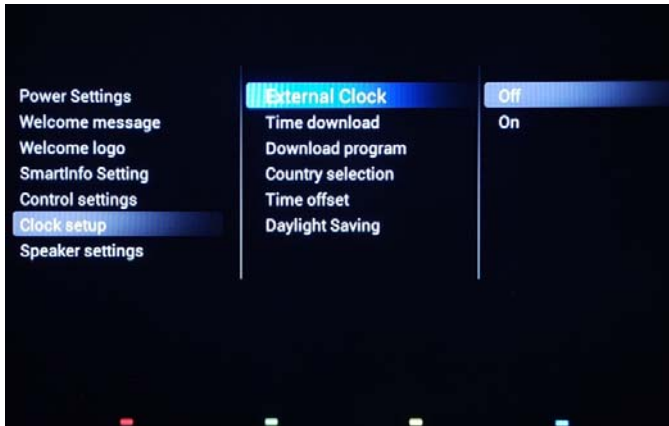 Power Settings
Welcome message
Welcome logo
SmartInfo Setting
Control settings
Clock setup
Speaker settings
External Clock
Time download
Download program
Country selection
Time offset
Daylight Saving
Off
On